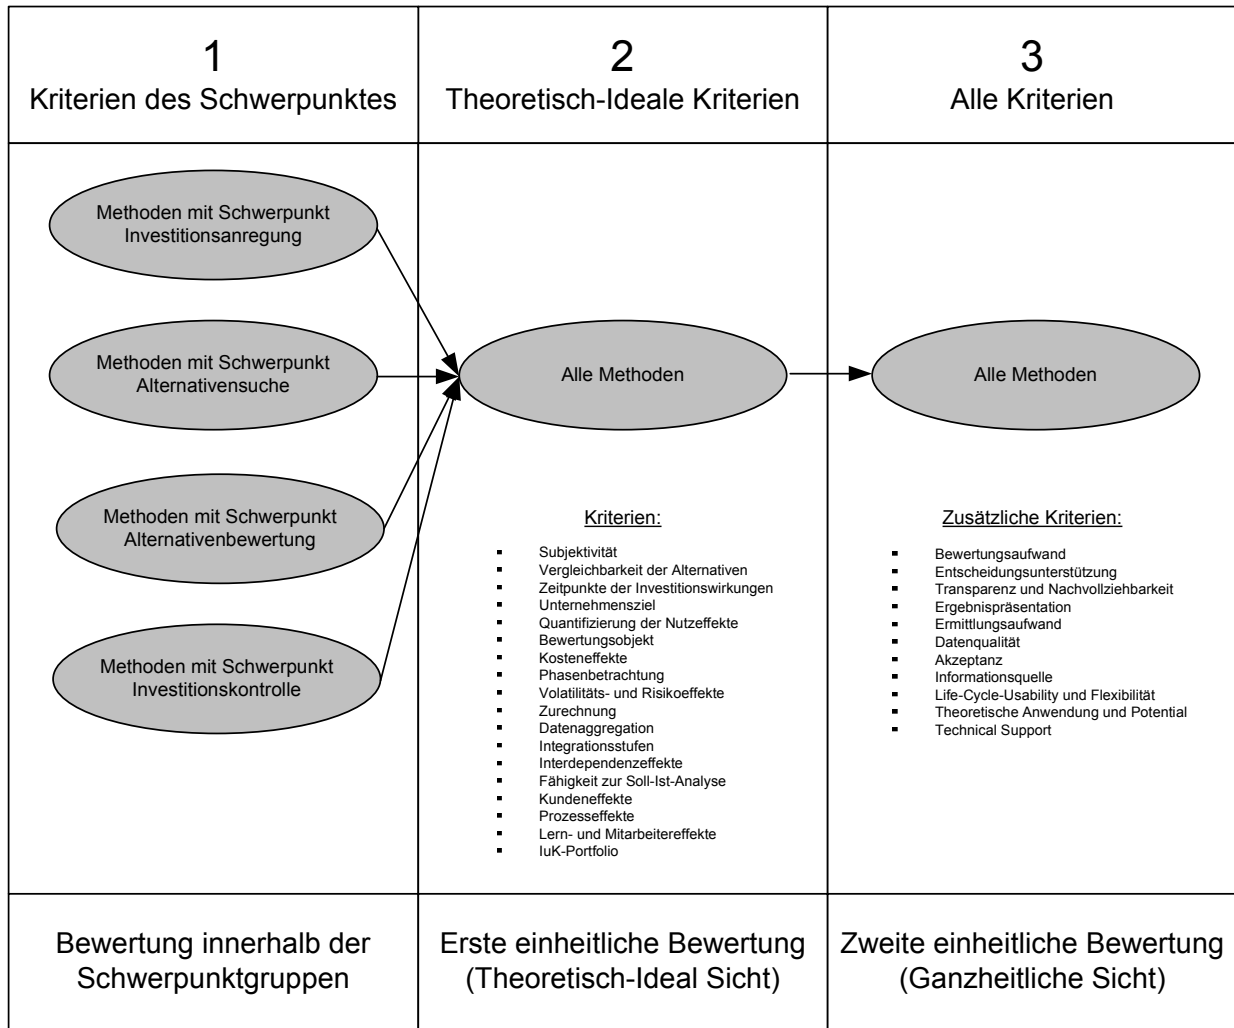 1
Kriterien des Schwerpunktes
2
Theoretisch-Ideale Kriterien
3
Alle Kriterien
Methoden mit Schwerpunkt
Investitionsanregung
Methoden mit Schwerpunkt
Alternativensuche
Methoden mit Schwerpunkt
Alternativenbewertung
Methoden mit Schwerpunkt
Investitionskontrolle
Alle Methoden
Kriterien:
▪ Subjektivität
▪ Vergleichbarkeit der Alternativen
▪ Zeitpunkte der Investitionswirkungen
▪ Unternehmensziel
▪ Quantifizierung der Nutzeffekte
▪ Bewertungsobjekt
▪ Kosteneffekte
▪ Phasenbetrachtung
▪ Volatilitäts- und Risikoeffekte
▪ Zurechnung
▪ Datenaggregation
▪ Integrationsstufen
▪ Interdependenzeffekte
▪ Fähigkeit zur Soll-Ist-Analyse
▪ Kundeneffekte
▪ Prozesseffekte
▪ Lern- und Mitarbeitereffekte
▪ IuK-Portfolio
Alle Methoden
Zusätzliche Kriterien:
▪ Bewertungsaufwand
▪ Entscheidungsunterstützung
▪ Transparenz und Nachvollziehbarkeit
▪ Ergebnispräsentation
▪ Ermittlungsaufwand
▪ Datenqualität
▪ Akzeptanz
▪ Informationsquelle
▪ Life-Cycle-Usability und Flexibilität
▪ Theoretische Anwendung und Potential
▪ Technical Support
Bewertung innerhalb der
Schwerpunktgruppen
Erste einheitliche Bewertung
(Theoretisch-Ideal Sicht)
Zweite einheitliche Bewertung
(Ganzheitliche Sicht)